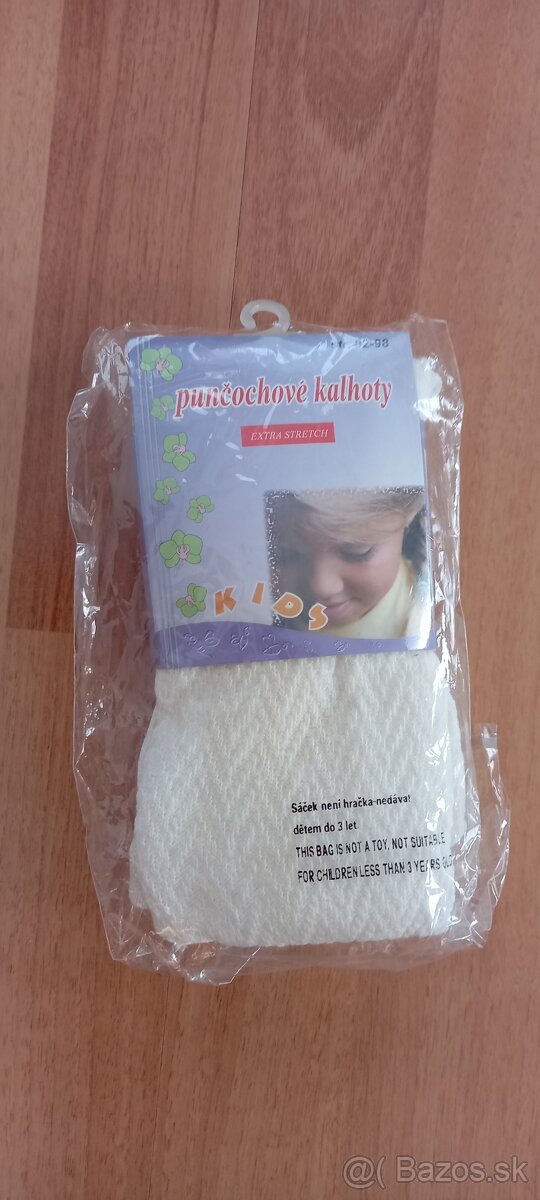 92-98
punčochové kalhoty
EXTRA STRETCH
KIDS
Sáček není hračka-nedávat
dětem do 3 let
THIS BAG IS NOT A TOY, NOT SUITABLE
FOR CHILDREN LESS THAN 3 YEARS OLD
@( Bazos.sk